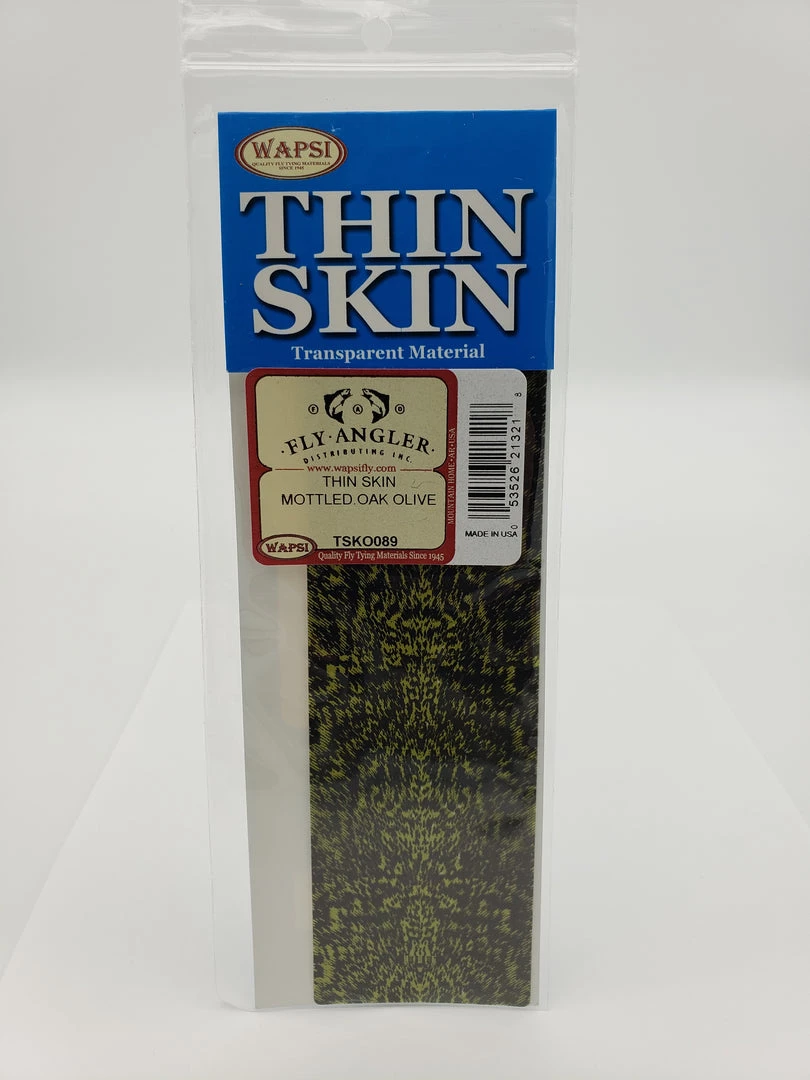 WAPSI
QUALITY FLY TYING MATERIALS
SINCE 1945
THIN
SKIN
Transparent Material
F A D
·FLY·ANGLER·
DISTRIBUTING INC.
www.wapsifly.com
THIN SKIN
MOTTLED.OAK OLIVE
TSKO089
WAPSI
Quality Fly Tying Materials Since 1945
MOUNTAIN HOME·AR·USA
0 53526 21321 8
MADE IN USA